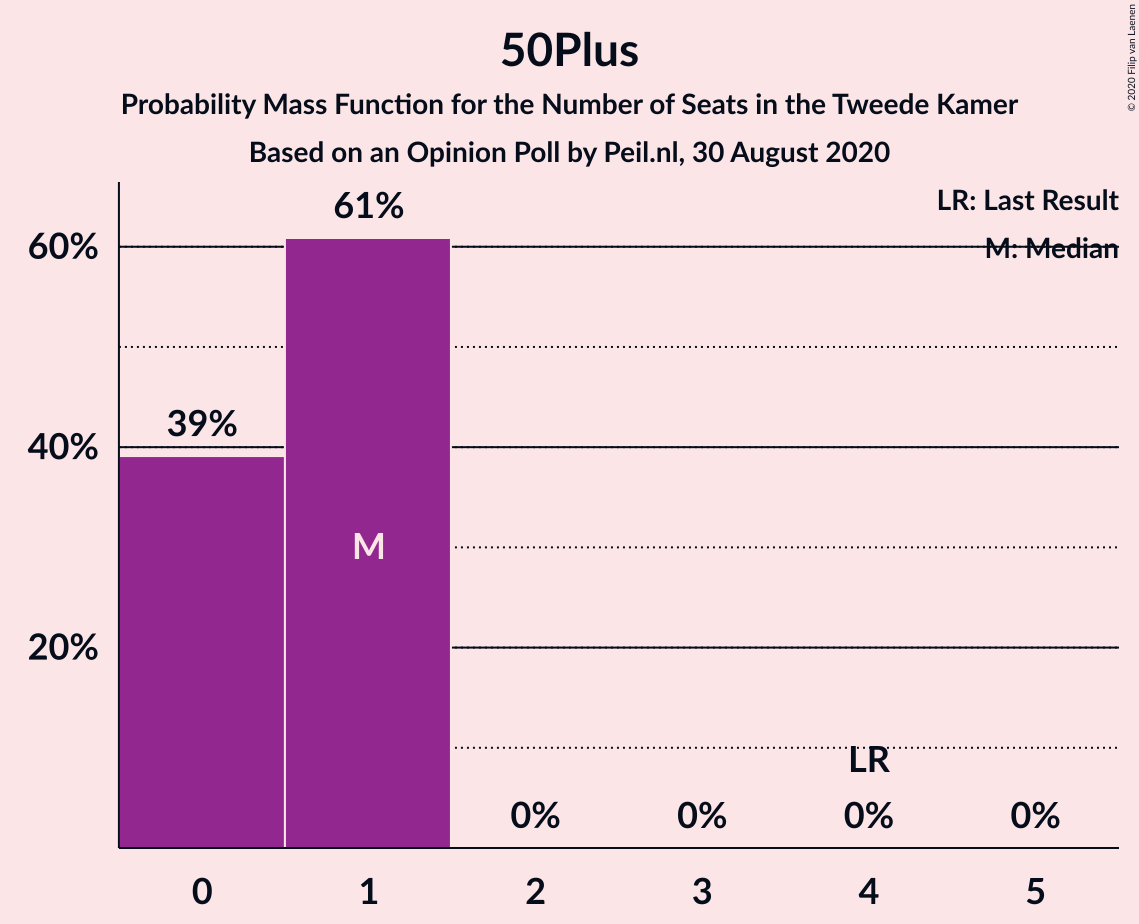 50Plus
Probability Mass Function for the Number of Seats in the Tweede Kamer
Based on an Opinion Poll by Peil.nl, 30 August 2020
© 2020 Filip van Laenen
LR: Last Result
M: Median
60%
40%
20%
39%
61%
M
0%
0%
LR
0%
0%
0 1 2 3 4 5